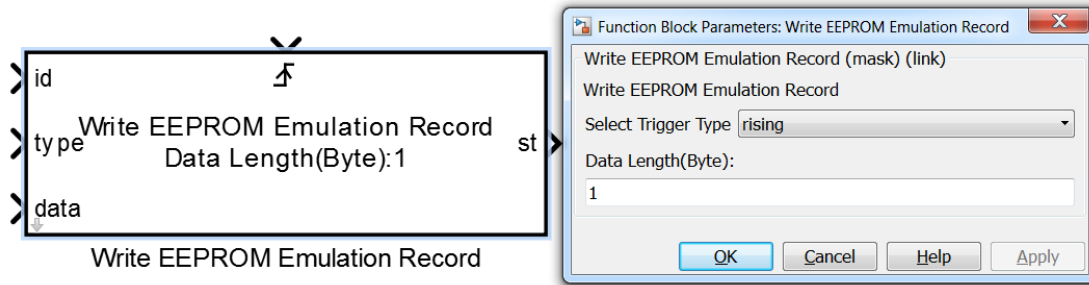 id
type
data
Write EEPROM Emulation Record
Data Length(Byte):1
st
Write EEPROM Emulation Record
Function Block Parameters: Write EEPROM Emulation Record
Write EEPROM Emulation Record (mask) (link)
Write EEPROM Emulation Record
Select Trigger Type rising
Data Length(Byte):
1
OK Cancel Help Apply